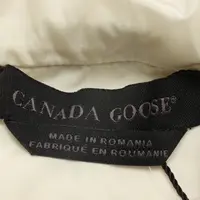 CANADA GOOSE®
MADE IN ROMANIA
FABRIQUÉ EN ROUMANIE